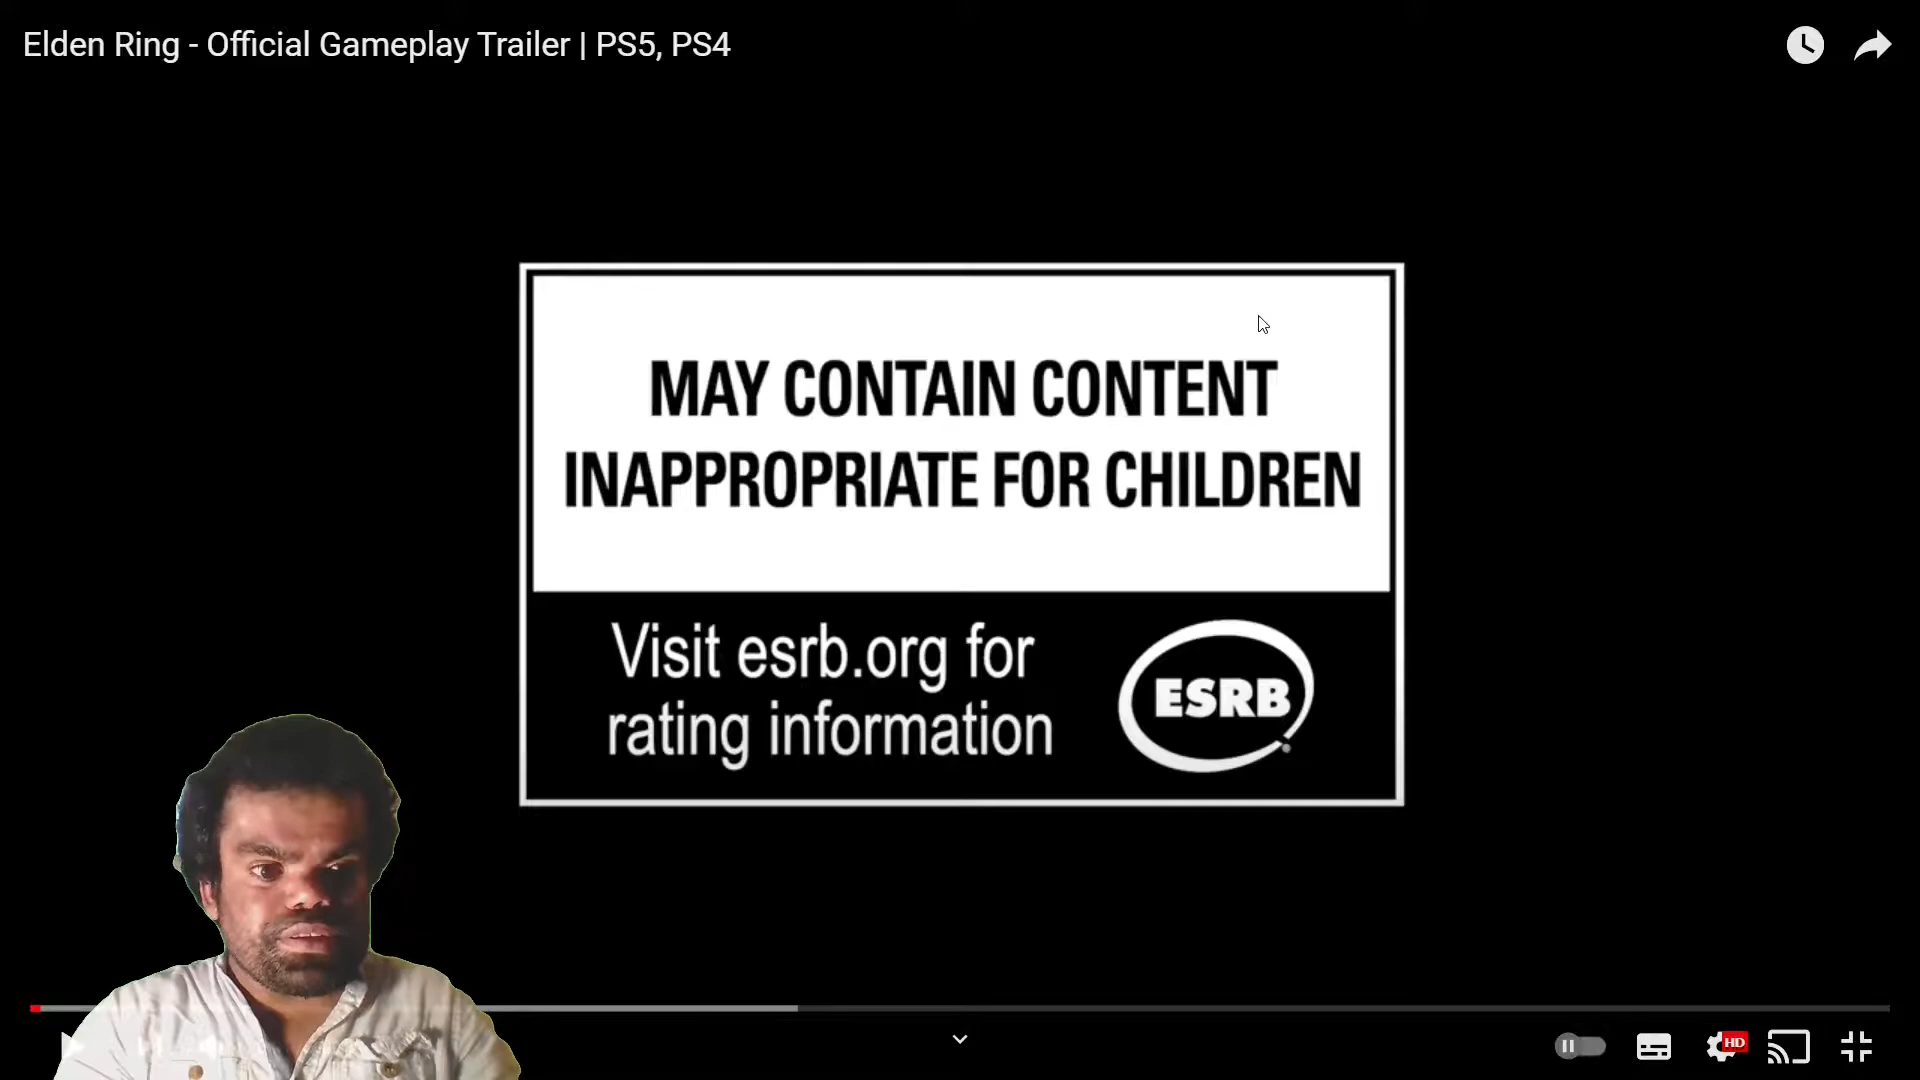 Elden Ring - Official Gameplay Trailer | PS5, PS4
MAY CONTAIN CONTENT
INAPPROPRIATE FOR CHILDREN
Visit esrb.org for
rating information
ESRB
HD